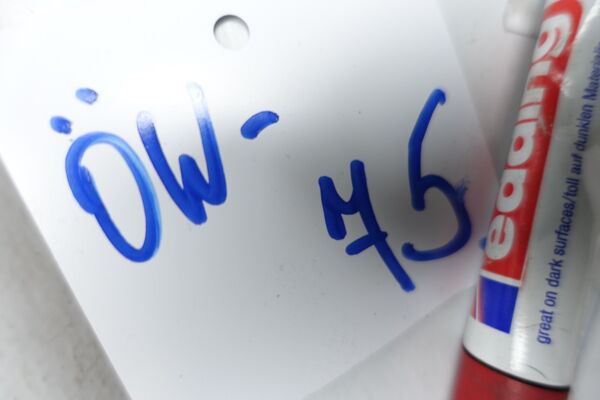 ÖW-
75
edding
great on dark surfaces/toll auf dunklen